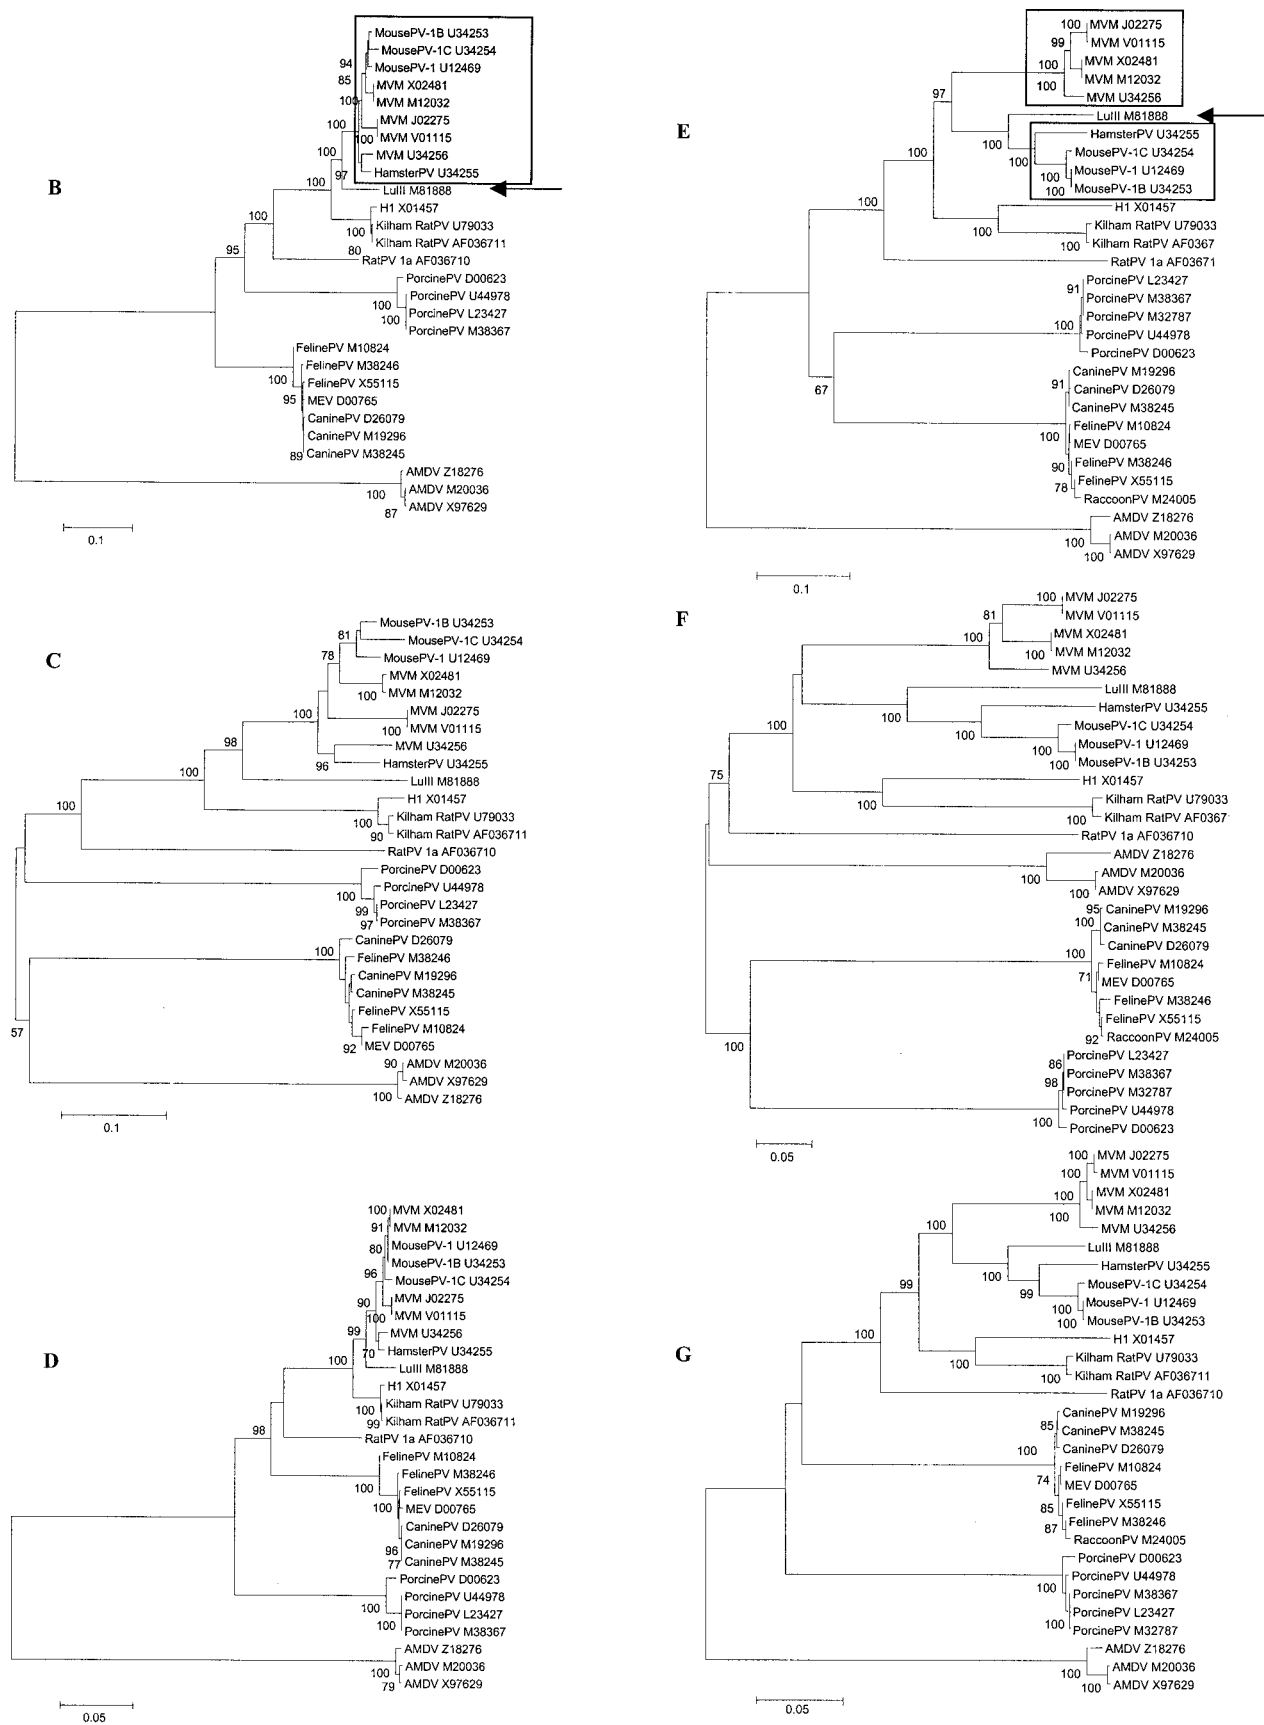 B
MousePV-1B U34253
MousePV-1C U34254
94
MousePV-1 U12469
85
MVM X02481
100
MVM M12032
100
MVM J02275
100
MVM V01115
100
MVM U34256
97
HamsterPV U34255
100
LuIII M81888
H1 X01457
100
Kilham RatPV U79033
100
Kilham RatPV AF036711
95
80
RatPV 1a AF036710
PorcinePV D00623
PorcinePV U44978
100
PorcinePV L23427
100
PorcinePV M38367
FelinePV M10824
FelinePV M38246
100
FelinePV X55115
95
MEV D00765
CaninePV D26079
CaninePV M19296
89
CaninePV M38245
AMDV Z18276
100
AMDV M20036
87
AMDV X97629
0.1
C
MousePV-1B U34253
81
MousePV-1C U34254
78
MousePV-1 U12469
MVM X02481
100
MVM M12032
100
MVM J02275
100
MVM V01115
98
MVM U34256
96
HamsterPV U34255
100
LuIII M81888
H1 X01457
100
100
Kilham RatPV U79033
90
Kilham RatPV AF036711
RatPV 1a AF036710
PorcinePV D00623
100
PorcinePV U44978
99
PorcinePV L23427
97
PorcinePV M38367
100
CaninePV D26079
FelinePV M38246
CaninePV M19296
CaninePV M38245
FelinePV X55115
57
FelinePV M10824
92
MEV D00765
90
AMDV M20036
AMDV X97629
100
AMDV Z18276
0.1
D
100
MVM X02481
91
MVM M12032
80
MousePV-1 U12469
MousePV-1B U34253
96
MousePV-1C U34254
90
MVM J02275
100
MVM V01115
99
MVM U34256
70
HamsterPV U34255
100
LuIII M81888
H1 X01457
100
Kilham RatPV U79033
99
Kilham RatPV AF036711
98
RatPV 1a AF036710
FelinePV M10824
FelinePV M38246
100
FelinePV X55115
100
MEV D00765
CaninePV D26079
96
CaninePV M19296
77
CaninePV M38245
PorcinePV D00623
PorcinePV U44978
100
PorcinePV L23427
100
PorcinePV M38367
AMDV Z18276
100
AMDV M20036
79
AMDV X97629
0.05
E
100
MVM J02275
99
MVM V01115
100
MVM X02481
100
MVM M12032
97
MVM U34256
LuIII M81888
HamsterPV U34255
100
100
MousePV-1C U34254
100
100
MousePV-1 U12469
100
MousePV-1B U34253
H1 X01457
100
Kilham RatPV U79033
100
Kilham RatPV AF0367
RatPV 1a AF03671
PorcinePV L23427
91
PorcinePV M38367
PorcinePV M32787
100
PorcinePV U44978
PorcinePV D00623
CaninePV M19296
67
91
CaninePV D26079
CaninePV M38245
100
FelinePV M10824
MEV D00765
90
FelinePV M38246
78
FelinePV X55115
RaccoonPV M24005
AMDV Z18276
100
AMDV M20036
100
AMDV X97629
0.1
F
100
MVM J02275
81
MVM V01115
100
MVM X02481
100
MVM M12032
MVM U34256
LuIII M81888
100
HamsterPV U34255
100
100
MousePV-1C U34254
100
MousePV-1 U12469
100
MousePV-1B U34253
75
H1 X01457
100
Kilham RatPV U79033
100
Kilham RatPV AF0367
RatPV 1a AF036710
AMDV Z18276
100
AMDV M20036
100
AMDV X97629
95
CaninePV M19296
100
CaninePV M38245
CaninePV D26079
100
FelinePV M10824
71
MEV D00765
FelinePV M38246
FelinePV X55115
92
RaccoonPV M24005
100
PorcinePV L23427
86
PorcinePV M38367
98
PorcinePV M32787
PorcinePV U44978
100
PorcinePV D00623
0.05
G
100
MVM J02275
100
MVM V01115
100
MVM X02481
100
MVM M12032
100
MVM U34256
LuIII M81888
100
HamsterPV U34255
99
99
MousePV-1C U34254
100
MousePV-1 U12469
100
MousePV-1B U34253
100
H1 X01457
100
Kilham RatPV U79033
100
Kilham RatPV AF036711
RatPV 1a AF036710
CaninePV M19296
85
CaninePV M38245
100
CaninePV D26079
FelinePV M10824
74
MEV D00765
85
FelinePV X55115
87
FelinePV M38246
RaccoonPV M24005
PorcinePV D00623
100
PorcinePV U44978
PorcinePV M38367
PorcinePV L23427
100
PorcinePV M32787
AMDV Z18276
100
AMDV M20036
100
AMDV X97629
0.05